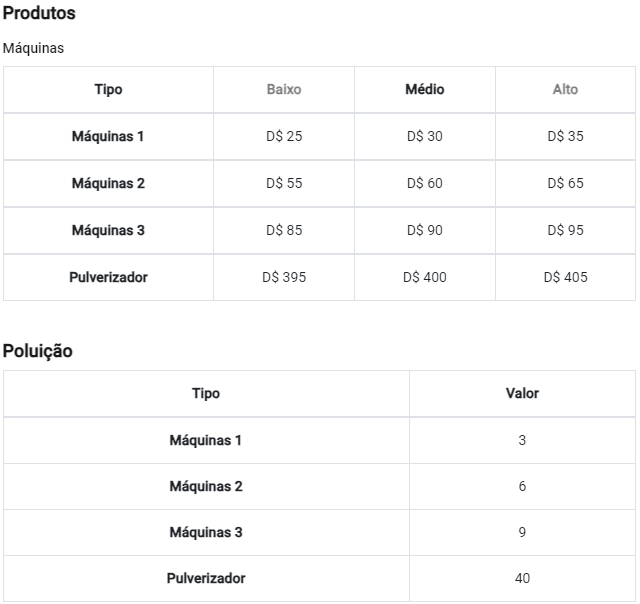 Produtos
Máquinas
Tipo Baixo Médio Alto
Máquinas 1 D$ 25 D$ 30 D$ 35
Máquinas 2 D$ 55 D$ 60 D$ 65
Máquinas 3 D$ 85 D$ 90 D$ 95
Pulverizador D$ 395 D$ 400 D$ 405
Poluição
Tipo Valor
Máquinas 1 3
Máquinas 2 6
Máquinas 3 9
Pulverizador 40